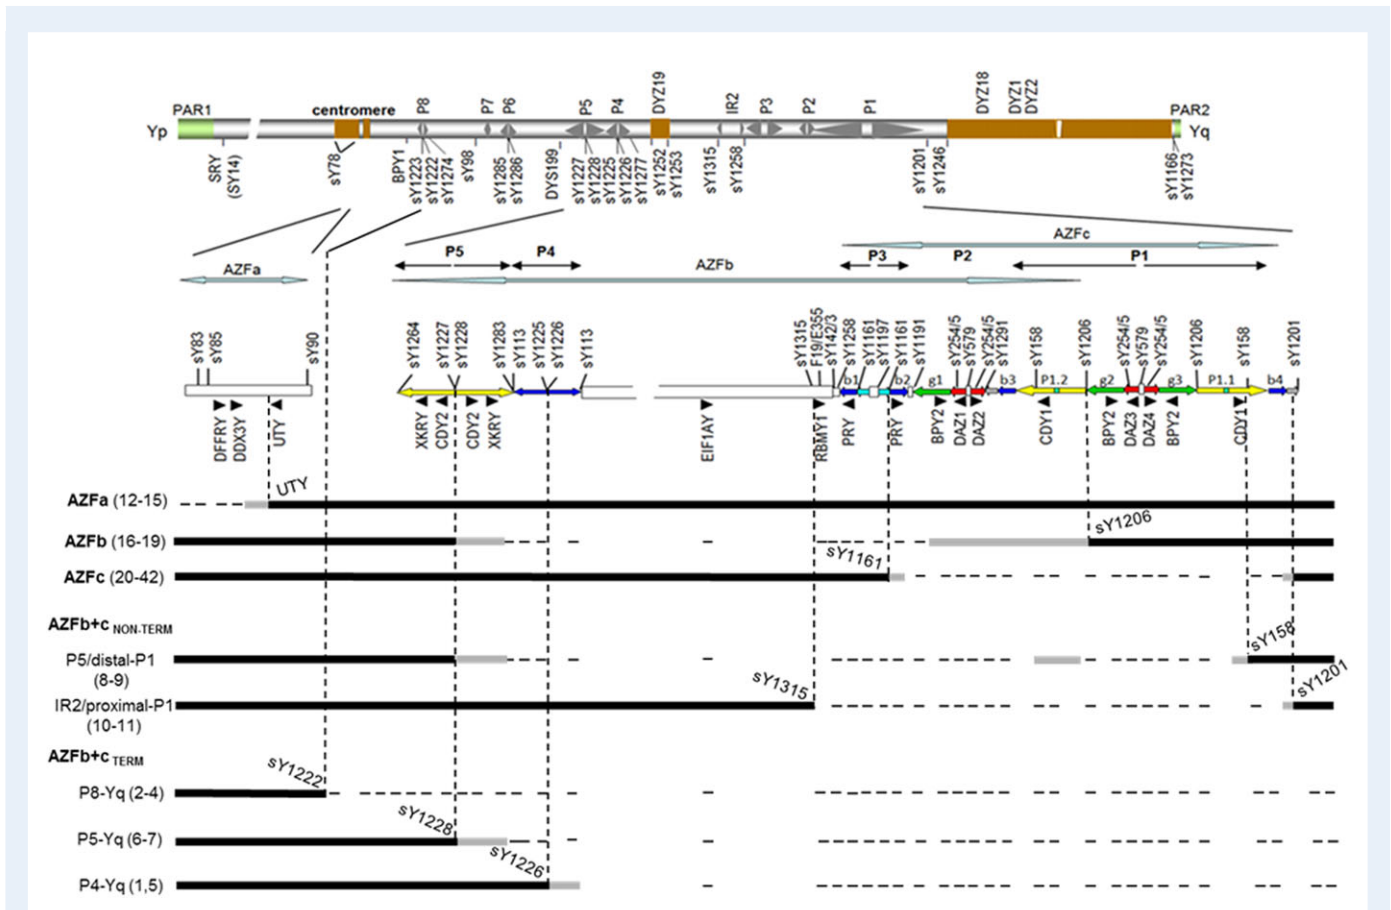 DYZ18
DYZ1
DYZ2
DYZ19
PAR1
centromere
P8
P7
P6
P5
P4
IR2
P3
P2
P1
PAR2
Yp
Yq
SRY
(SY14)
sY78
BPY1
sY1223
sY1222
sY1274
sY98
sY1285
sY1286
DYS199
sY1227
sY1228
sY1225
sY1226
sY1277
sY1252
sY1253
sY1315
sY1258
sY1201
sY1246
sY1166
sY1273
AZFc
P5
P4
P3
P2
P1
AZFa
AZFb
sY83
sY85
sY90
sY1264
sY1227
sY1228
sY1283
sY113
sY1225
sY1226
sY113
sY1315
F19/E355
sY142/3
sY1258
sY1161
sY1197
sY1161
sY1191
sY254/5
sY579
sY254/5
sY1291
sY158
sY1206
sY254/5
sY579
sY254/5
sY1206
sY158
sY1201
b1
b2
g1
b3
P1.2
g2
g3
P1.1
b4
DFFRY
DDX3Y
UTY
XKRY
CDY2
CDY2
XKRY
EIF1AY
RBMY1
PRY
PRY
BPY2
DAZ1
DAZ2
CDY1
BPY2
DAZ3
DAZ4
BPY2
CDY1
AZFa (12-15)
UTY
AZFb (16-19)
sY1206
AZFc (20-42)
sY1161
AZFb+c NON-TERM
P5/distal-P1
(8-9)
sY158
IR2/proximal-P1
(10-11)
sY1315
sY1201
AZFb+c TERM
P8-Yq (2-4)
sY1222
P5-Yq (6-7)
sY1228
P4-Yq (1,5)
sY1226